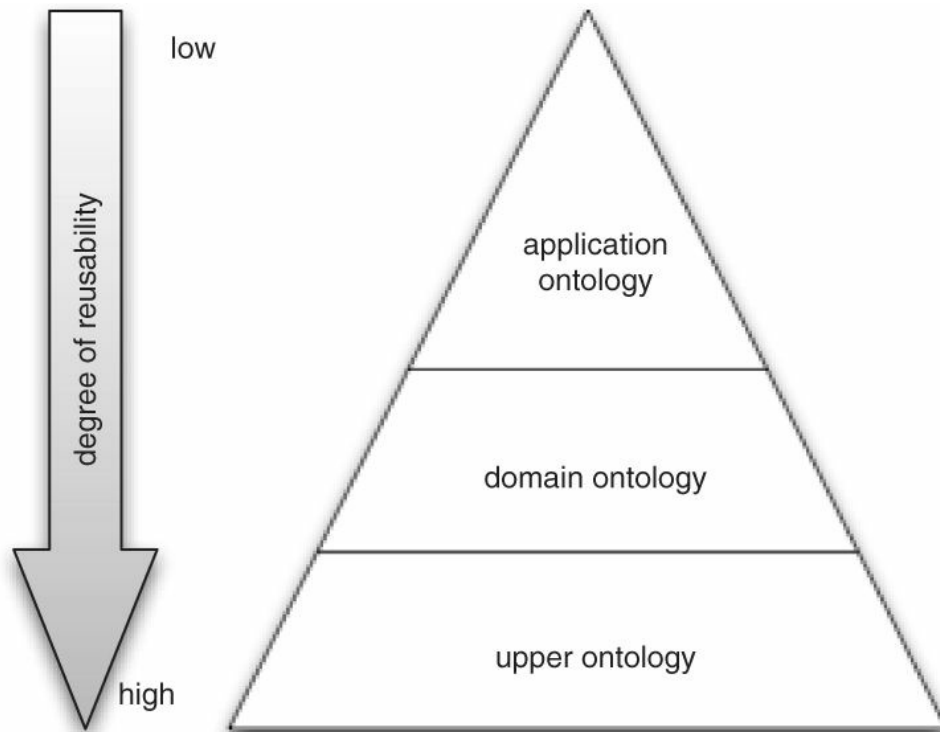 low
degree of reusability
application
ontology
domain ontology
upper ontology
high